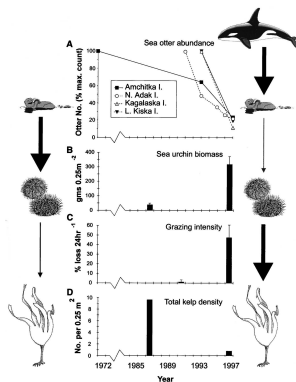 A
Sea otter abundance
Otter No. (% max. count)
100
80
60
40
20
0
Amchitka I.
N. Adak I.
Kagalaska I.
L. Kiska I.
B
Sea urchin biomass
gms 0.25m-2
400
300
200
100
0
C
Grazing intensity
% loss 24hr-1
60
50
40
30
20
10
0
D
Total kelp density
No. per 0.25 m2
10
8
6
4
2
0
1972 1985 1989 1993 1997
Year